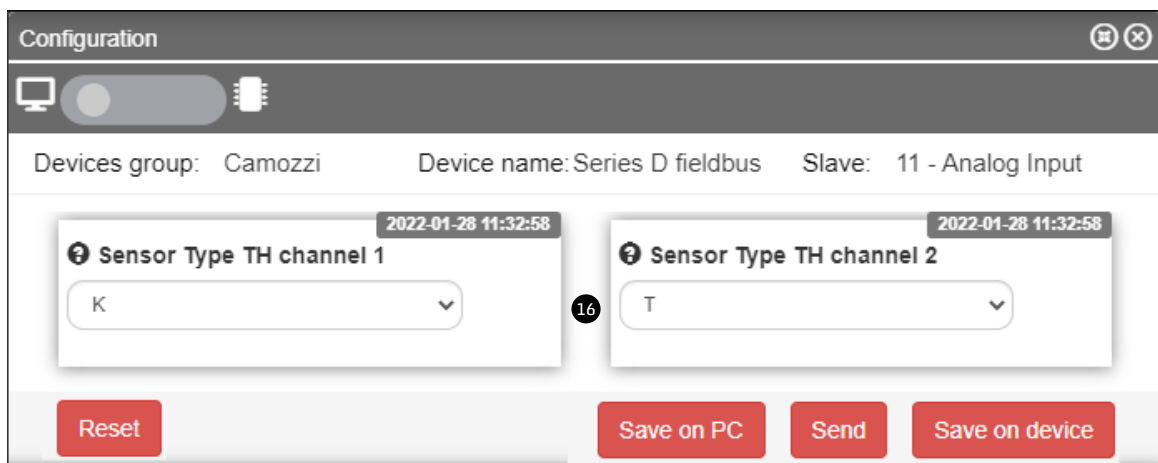 Configuration
Devices group: Camozzi Device name: Series D fieldbus Slave: 11 - Analog Input
2022-01-28 11:32:58
Sensor Type TH channel 1
K
16
2022-01-28 11:32:58
Sensor Type TH channel 2
T
Reset Save on PC Send Save on device